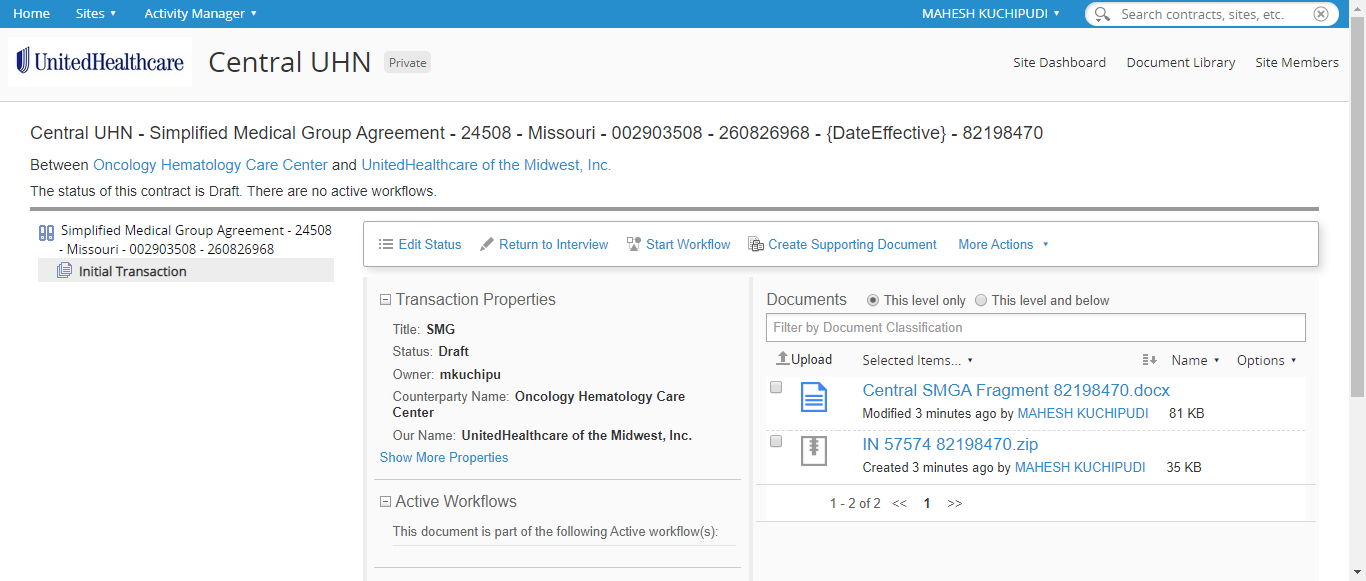 Home Sites Activity Manager MAHESH KUCHIPUDI Search contracts, sites, etc.
UnitedHealthcare Central UHN Private Site Dashboard Document Library Site Members
Central UHN - Simplified Medical Group Agreement - 24508 - Missouri - 002903508 - 260826968 - {DateEffective} - 82198470
Between Oncology Hematology Care Center and UnitedHealthcare of the Midwest, Inc.
The status of this contract is Draft. There are no active workflows.
Simplified Medical Group Agreement - 24508
- Missouri - 002903508 - 260826968
Initial Transaction
Edit Status Return to Interview Start Workflow Create Supporting Document More Actions
Transaction Properties
Title: SMG
Status: Draft
Owner: mkuchipu
Counterparty Name: Oncology Hematology Care
Center
Our Name: UnitedHealthcare of the Midwest, Inc.
Show More Properties
Active Workflows
This document is part of the following Active workflow(s):
Documents This level only This level and below
Filter by Document Classification
Upload Selected Items... Name Options
Central SMGA Fragment 82198470.docx
Modified 3 minutes ago by MAHESH KUCHIPUDI 81 KB
IN 57574 82198470.zip
Created 3 minutes ago by MAHESH KUCHIPUDI 35 KB
1 - 2 of 2 << 1 >>